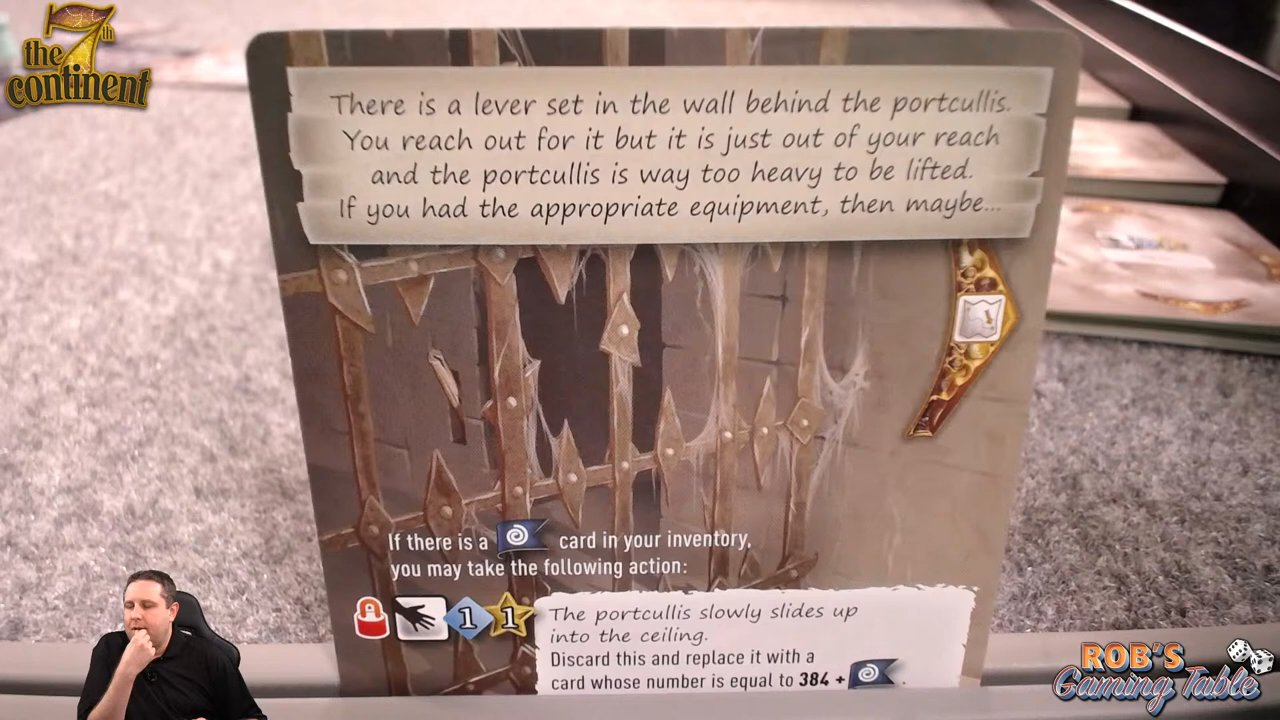 the
7th
continent
There is a lever set in the wall behind the portcullis.
You reach out for it but it is just out of your reach
and the portcullis is way too heavy to be lifted.
If you had the appropriate equipment, then maybe...
If there is a card in your inventory,
you may take the following action:
1 1
The portcullis slowly slides up
into the ceiling.
Discard this and replace it with a
card whose number is equal to 384 + .
ROB'S
Gaming Table